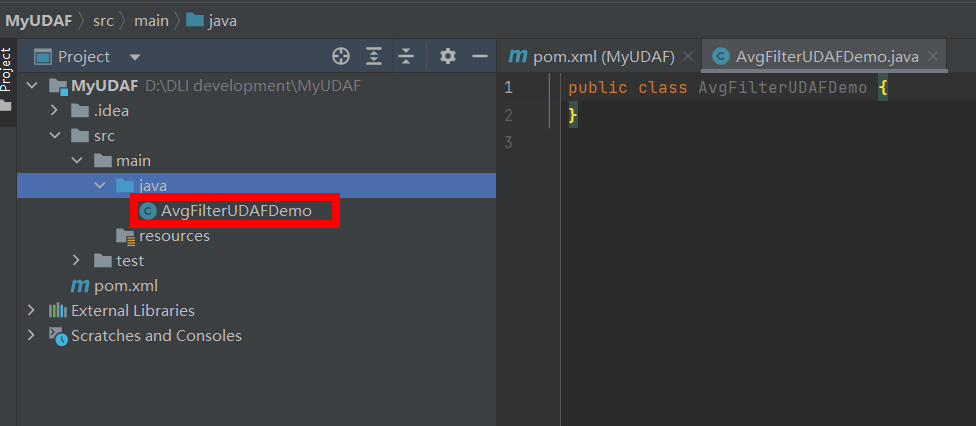 MyUDAF src main java
Project
Project
MyUDAF D:\DLI development\MyUDAF
.idea
src
main
java
AvgFilterUDAFDemo
resources
test
pom.xml
External Libraries
Scratches and Consoles
pom.xml (MyUDAF) AvgFilterUDAFDemo.java
1 public class AvgFilterUDAFDemo {
2 }
3